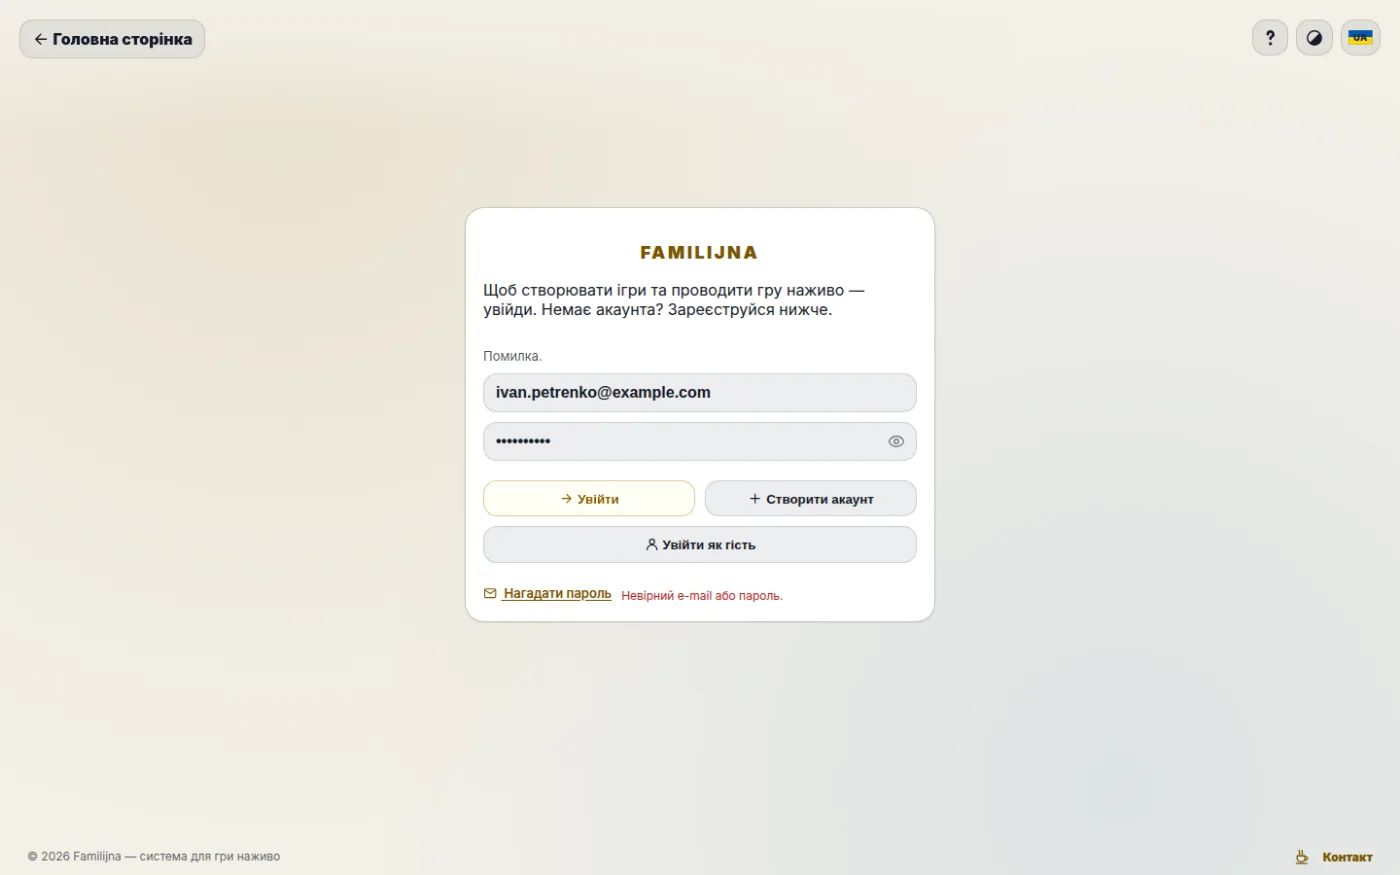 ← Головна сторінка
?
UA
FAMILIJNA
Щоб створювати ігри та проводити гру наживо —
увійди. Немає акаунта? Зареєструйся нижче.
Помилка.
ivan.petrenko@example.com
••••••••••
→ Увійти
+ Створити акаунт
Увійти як гість
Нагадати пароль
Невірний e-mail або пароль.
© 2026 Familijna — система для гри наживо
Контакт